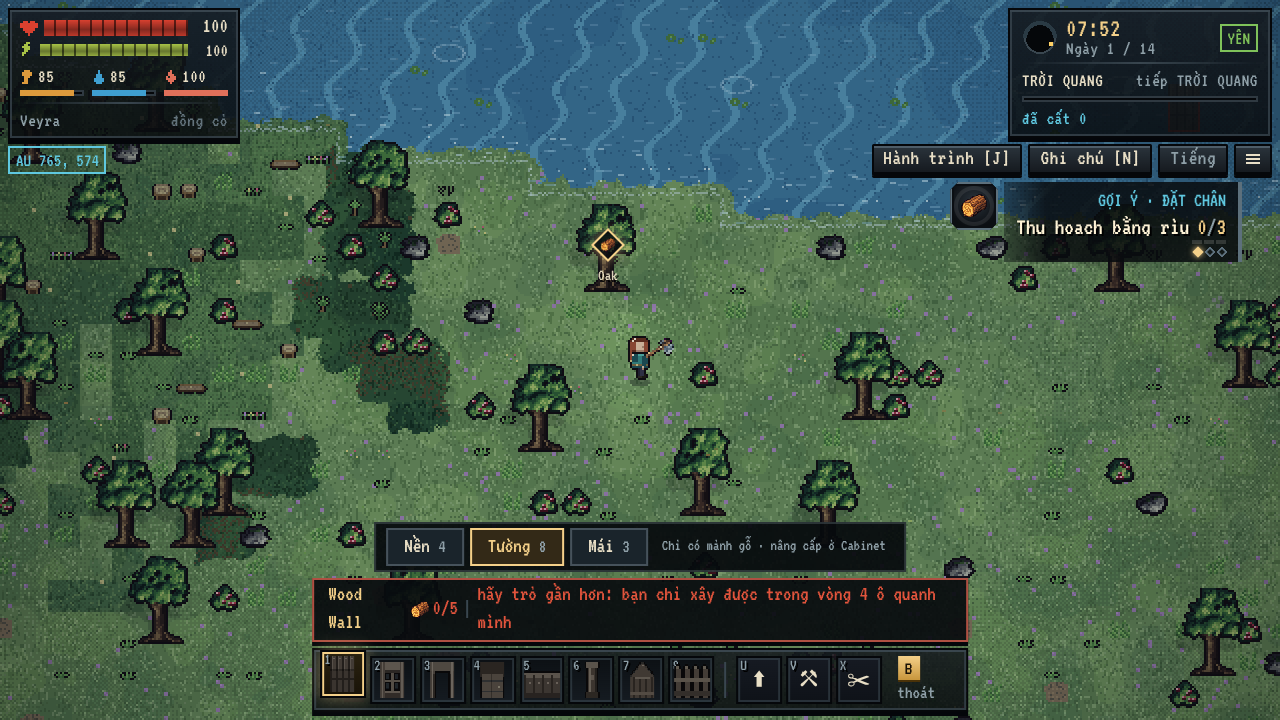 100
100
85 85 100
Veyra đồng cỏ
AU 765, 574
07:52
Ngày 1 / 14
YÊN
TRỜI QUANG tiếp TRỜI QUANG
đã cất 0
Hành trình [J] Ghi chú [N] Tiếng
GỢI Ý · ĐẶT CHÂN
Thu hoạch bằng rìu 0/3
Oak
Nền 4 Tường 8 Mái 3 Chỉ có mảnh gỗ · nâng cấp ở Cabinet
Wood Wall
0/5
hãy trỏ gần hơn: bạn chỉ xây được trong vòng 4 ô quanh
mình
1 2 3 4 5 6 7 8 U V X B
thoát